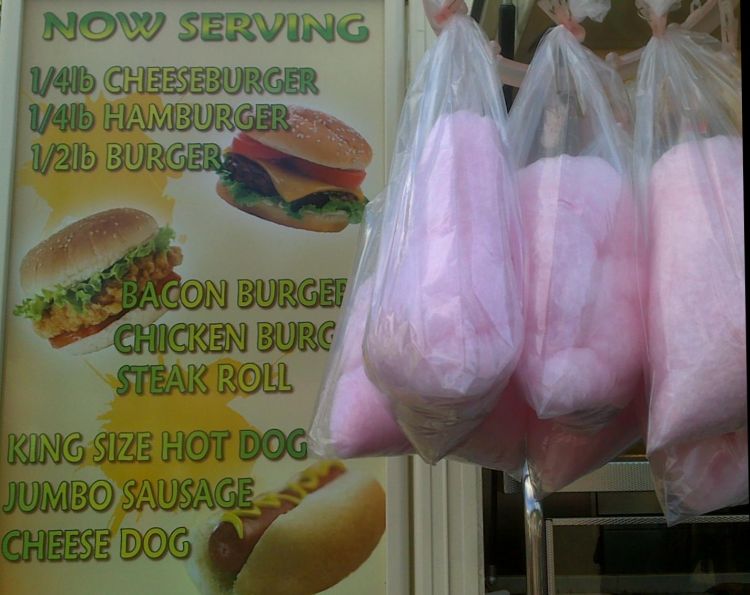 NOW SERVING
1/4lb CHEESEBURGER
1/4lb HAMBURGER
1/2lb BURGER
BACON BURGER
CHICKEN BURG
STEAK ROLL
KING SIZE HOT DOG
JUMBO SAUSAGE
CHEESE DOG